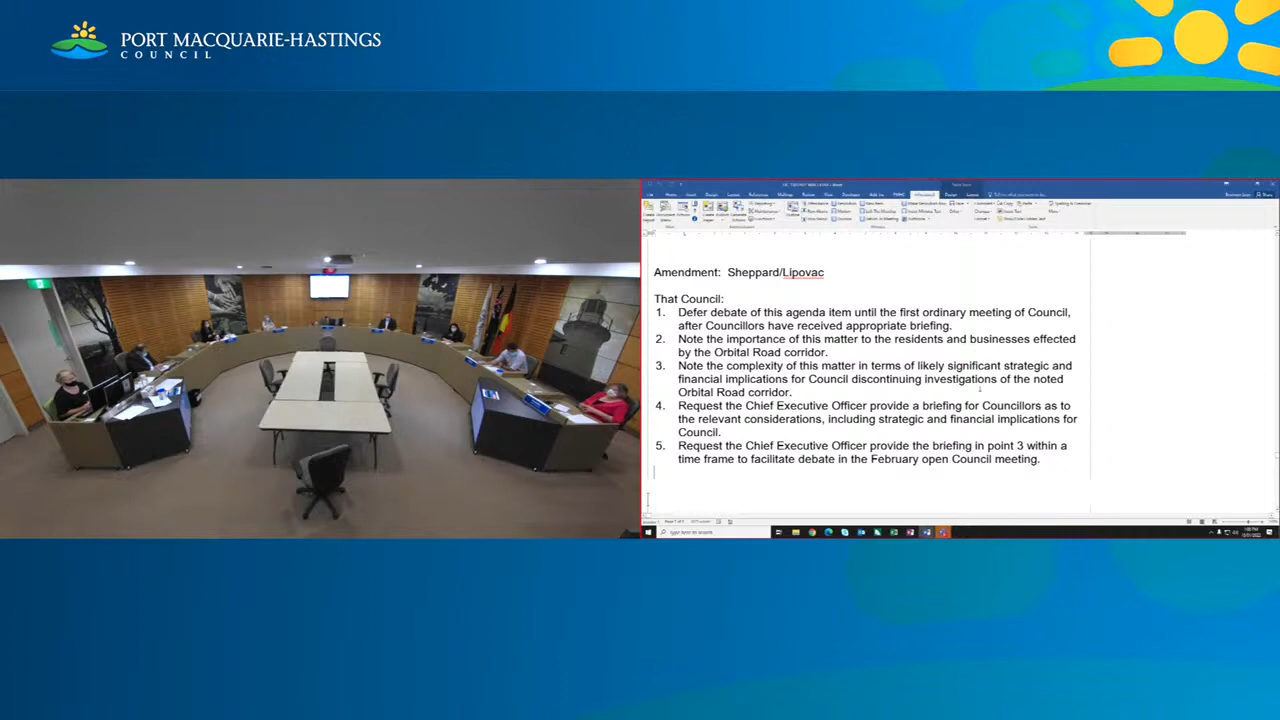 PORT MACQUARIE-HASTINGS
COUNCIL
Amendment: Sheppard/Lipovac
That Council:
1. Defer debate of this agenda item until the first ordinary meeting of Council,
after Councillors have received appropriate briefing.
2. Note the importance of this matter to the residents and businesses effected
by the Orbital Road corridor.
3. Note the complexity of this matter in terms of likely significant strategic and
financial implications for Council discontinuing investigations of the noted
Orbital Road corridor.
4. Request the Chief Executive Officer provide a briefing for Councillors as to
the relevant considerations, including strategic and financial implications for
Council.
5. Request the Chief Executive Officer provide the briefing in point 3 within a
time frame to facilitate debate in the February open Council meeting.
Type here to search